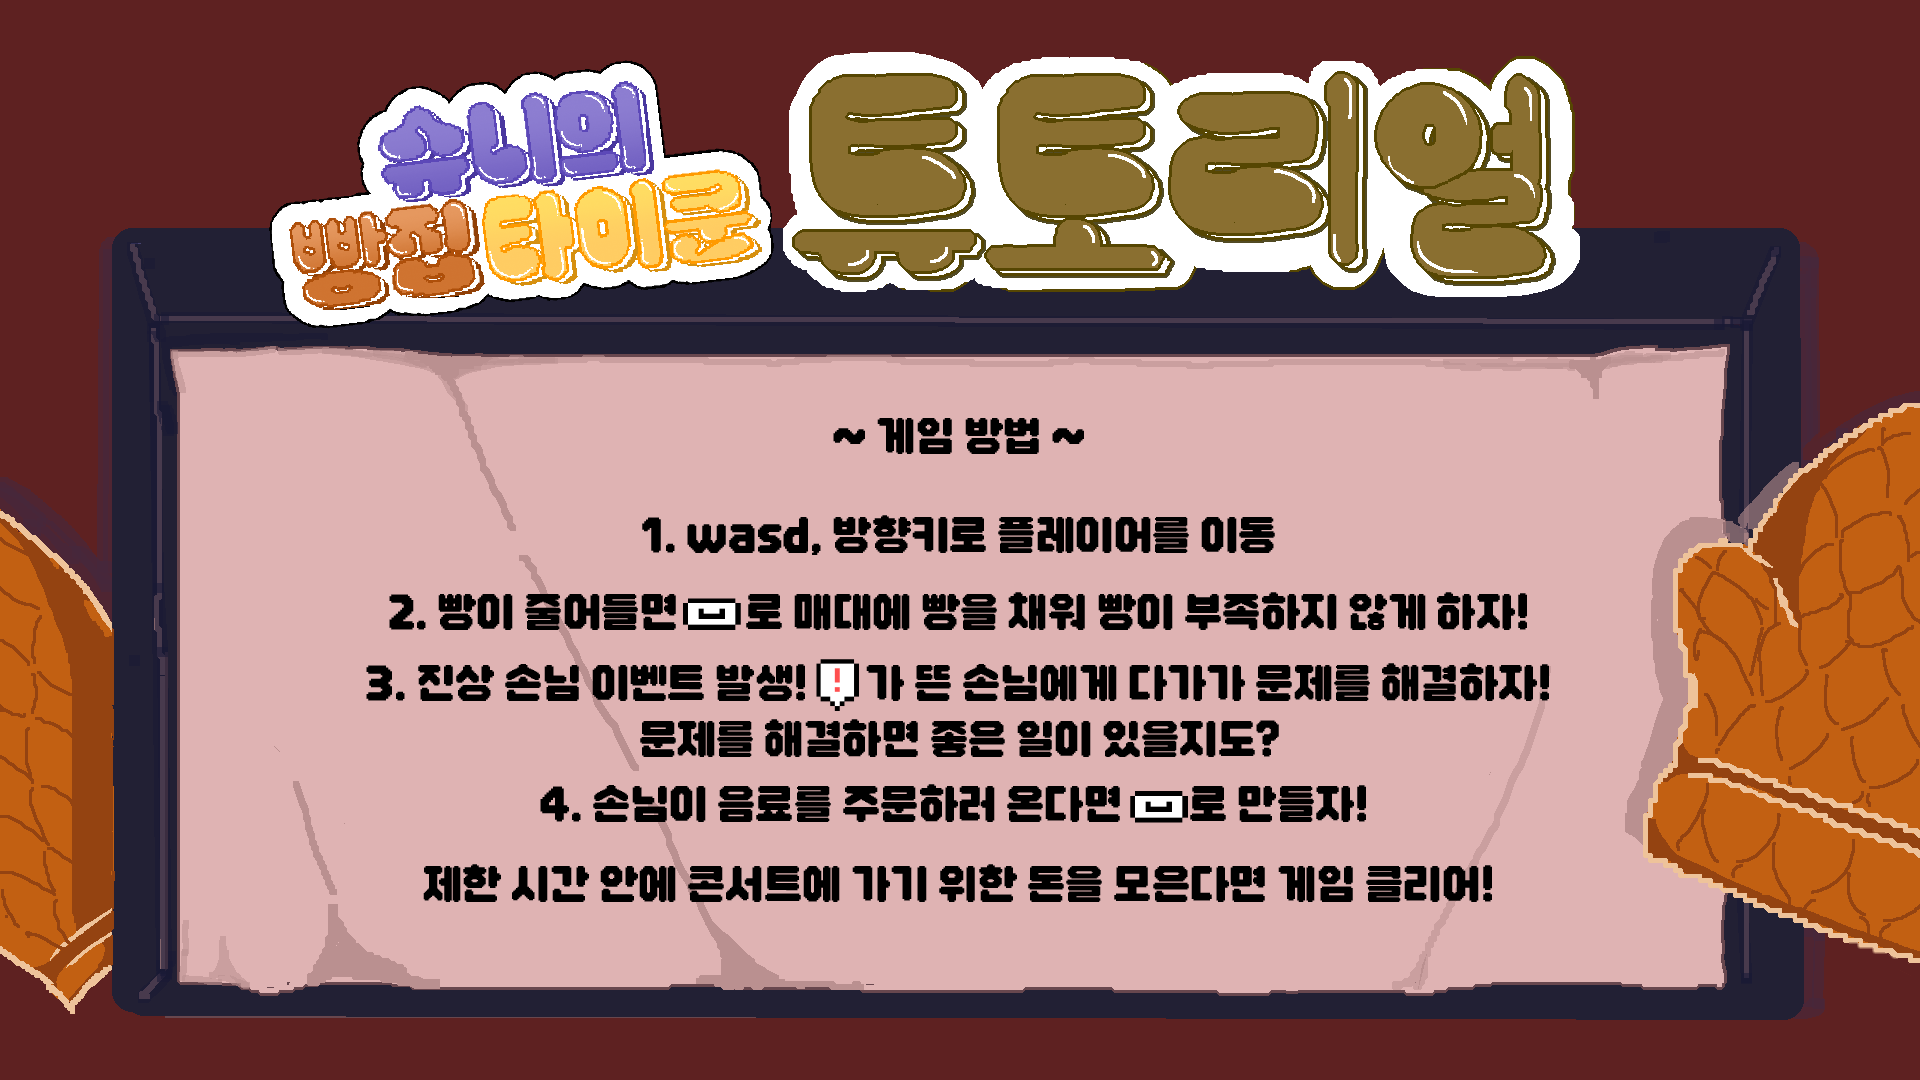 슈니의
빵점 타이쿤
튜토리얼
~ 게임 방법 ~
1. wasd, 방향키로 플레이어를 이동
2. 빵이 줄어들면 로 매대에 빵을 채워 빵이 부족하지 않게 하자!
3. 진상 손님 이벤트 발생! ! 가 뜬 손님에게 다가가 문제를 해결하자!
문제를 해결하면 좋은 일이 있을지도?
4. 손님이 음료를 주문하러 온다면 로 만들자!
제한 시간 안에 콘서트에 가기 위한 돈을 모은다면 게임 클리어!